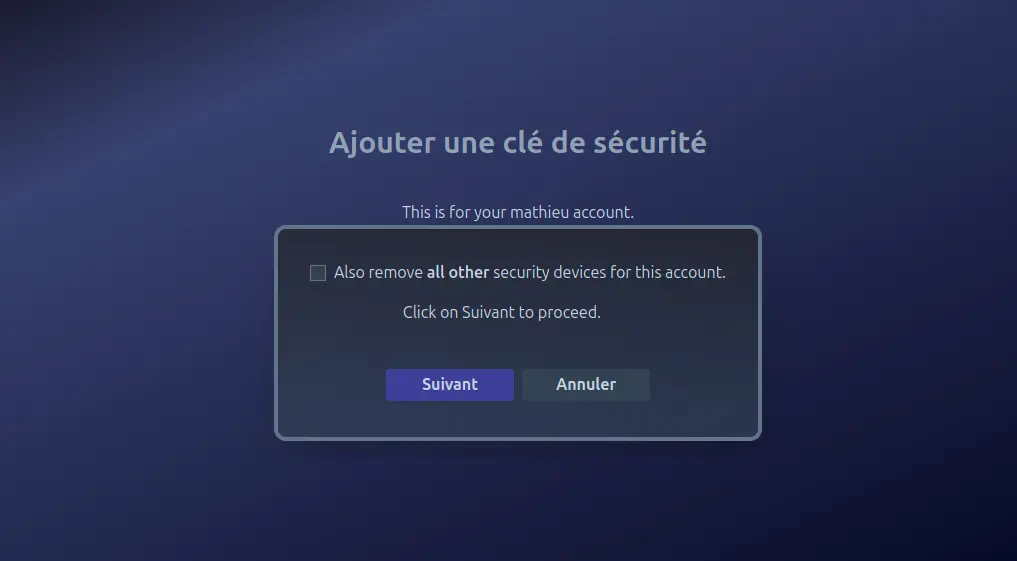 Ajouter une clé de sécurité
This is for your mathieu account.
Also remove all other security devices for this account.
Click on Suivant to proceed.
Suivant
Annuler